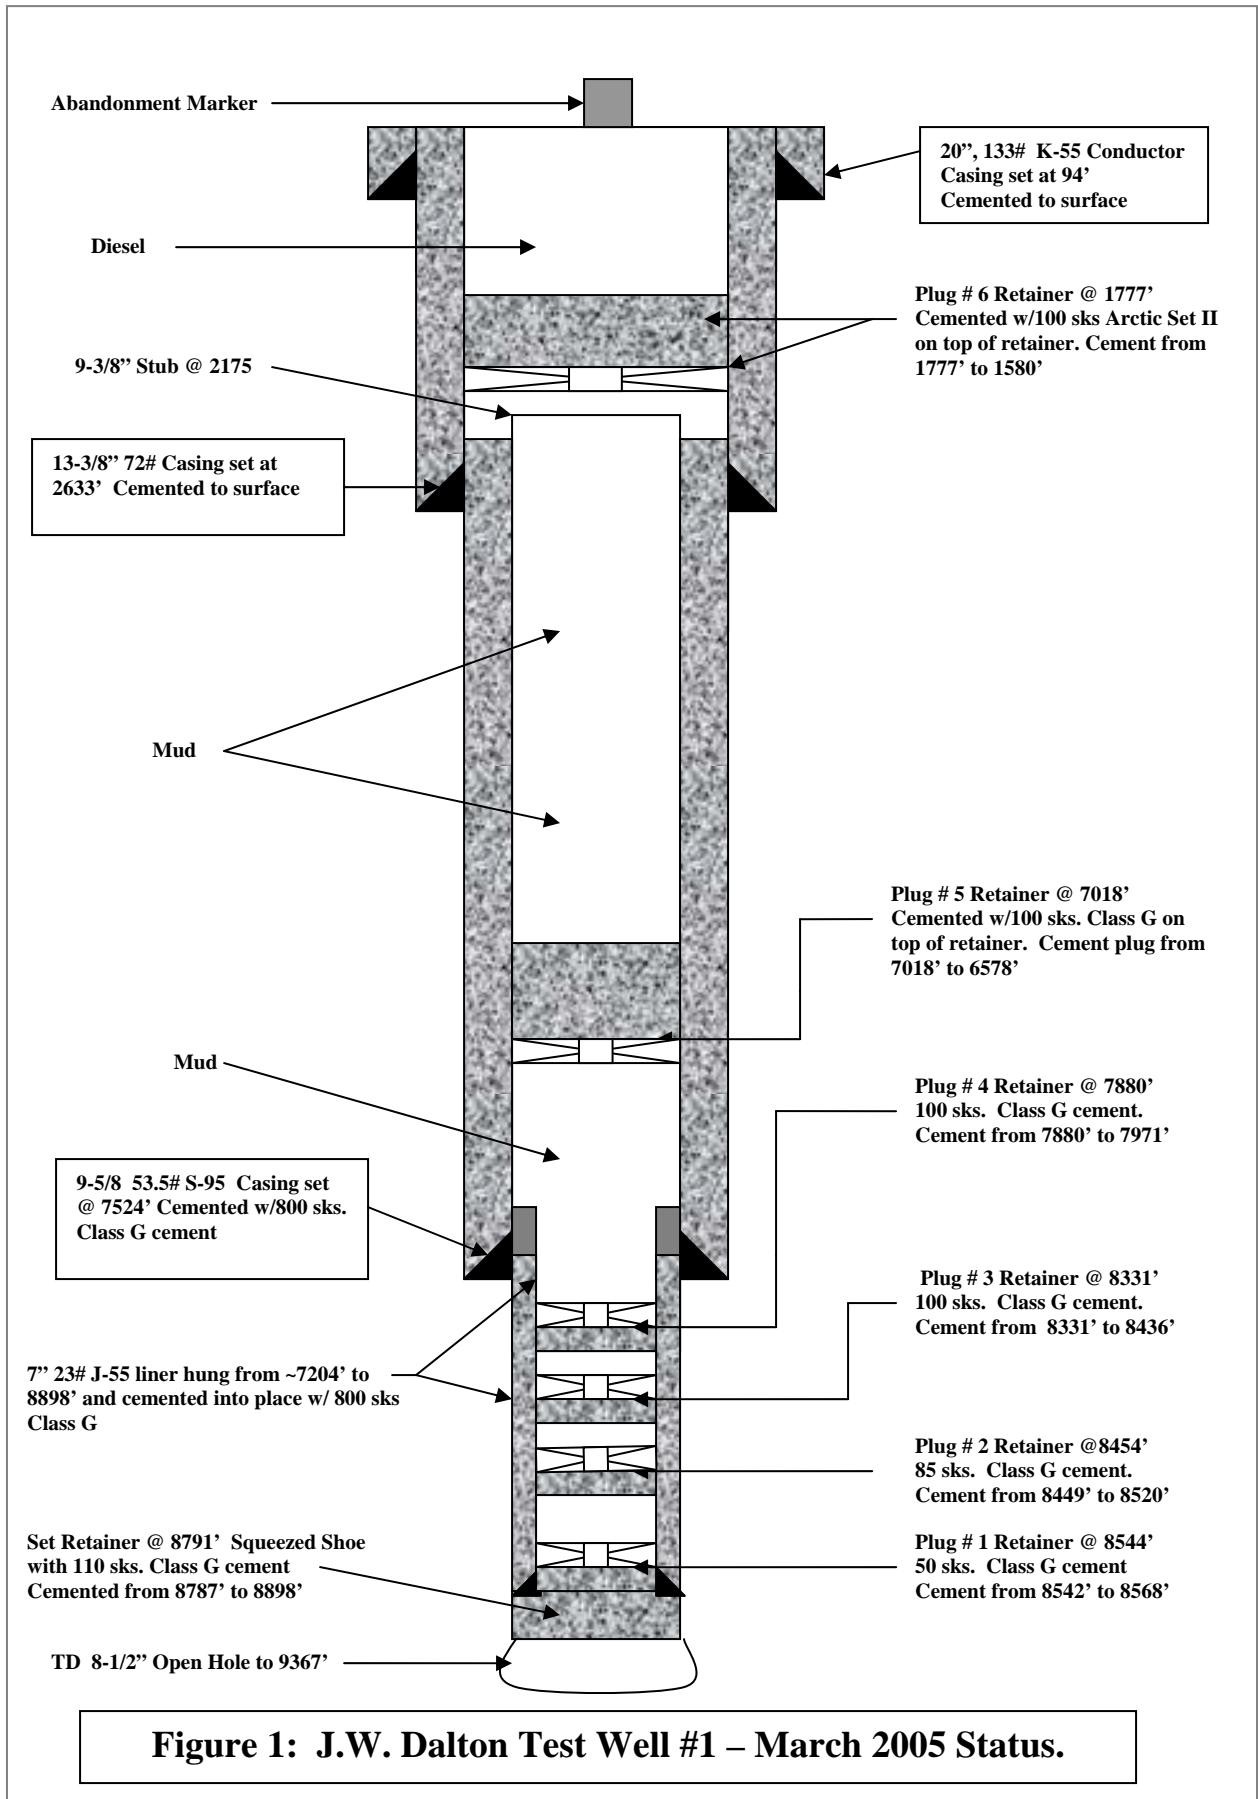 Abandonment Marker
20”, 133# K-55 Conductor
Casing set at 94’
Cemented to surface
Diesel
Plug # 6 Retainer @ 1777’
Cemented w/100 sks Arctic Set II
on top of retainer. Cement from
1777’ to 1580’
9-3/8” Stub @ 2175
13-3/8” 72# Casing set at
2633’ Cemented to surface
Mud
Plug # 5 Retainer @ 7018’
Cemented w/100 sks. Class G on
top of retainer. Cement plug from
7018’ to 6578’
Mud
Plug # 4 Retainer @ 7880’
100 sks. Class G cement.
Cement from 7880’ to 7971’
9-5/8 53.5# S-95 Casing set
@ 7524’ Cemented w/800 sks.
Class G cement
Plug # 3 Retainer @ 8331’
100 sks. Class G cement.
Cement from 8331’ to 8436’
7” 23# J-55 liner hung from ~7204’ to
8898’ and cemented into place w/ 800 sks
Class G
Plug # 2 Retainer @8454’
85 sks. Class G cement.
Cement from 8449’ to 8520’
Set Retainer @ 8791’ Squeezed Shoe
with 110 sks. Class G cement
Cemented from 8787’ to 8898’
Plug # 1 Retainer @ 8544’
50 sks. Class G cement
Cement from 8542’ to 8568’
TD 8-1/2” Open Hole to 9367’
Figure 1: J.W. Dalton Test Well #1 – March 2005 Status.